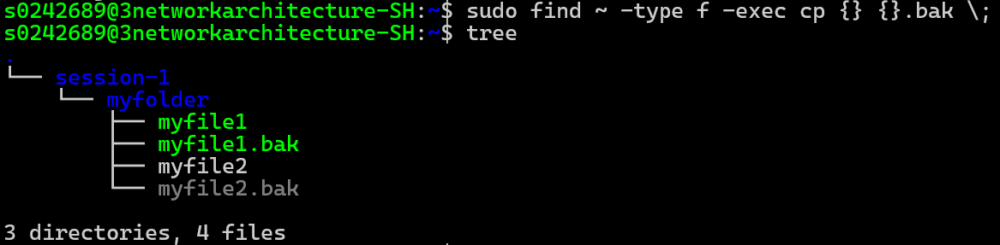 s0242689@3networkarchitecture-SH:~$ sudo find ~ -type f -exec cp {} {}.bak \;
s0242689@3networkarchitecture-SH:~$ tree
.
└── session-1
    └── myfolder
        ├── myfile1
        ├── myfile1.bak
        ├── myfile2
        └── myfile2.bak

3 directories, 4 files